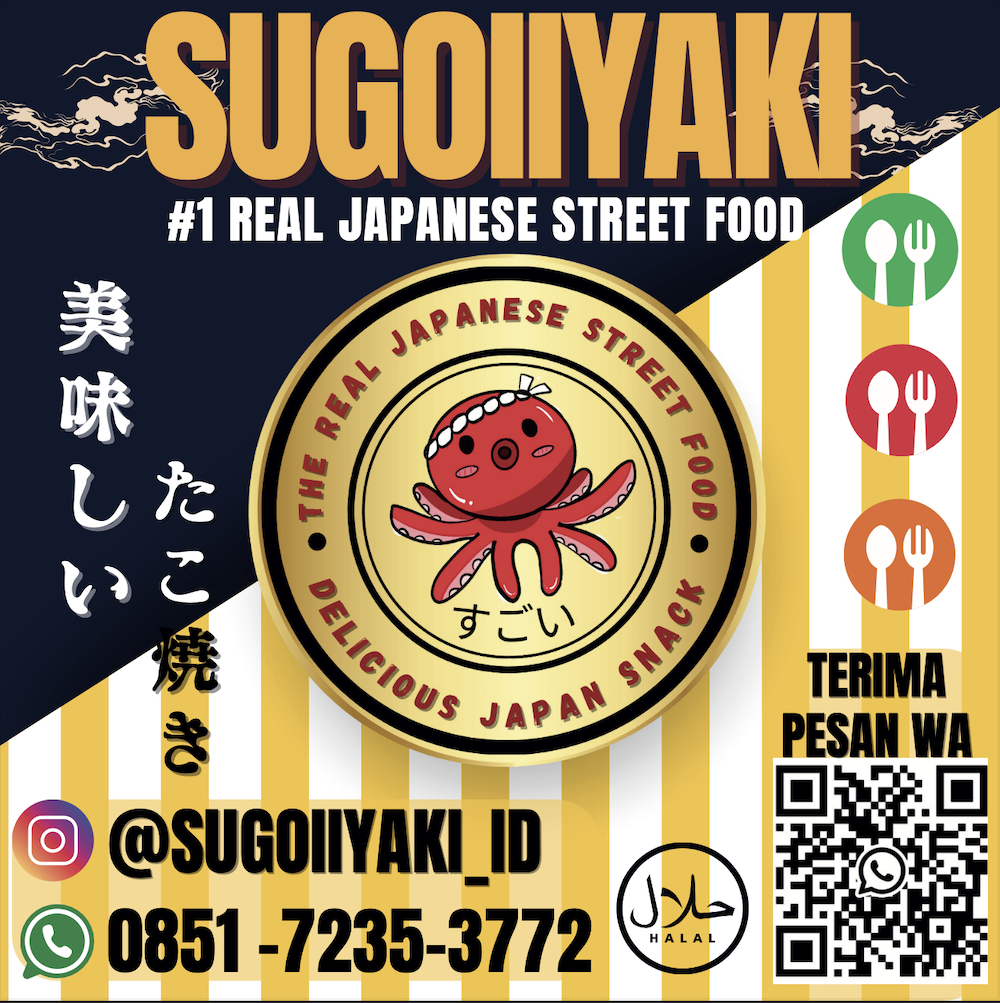 SUGOIIYAKI
#1 REAL JAPANESE STREET FOOD
美味しい
たこ焼き
THE REAL JAPANESE STREET FOOD
すごい
DELICIOUS JAPAN SNACK
TERIMA
PESAN WA
@SUGOIIYAKI_ID
0851 -7235-3772
حلال
HALAL